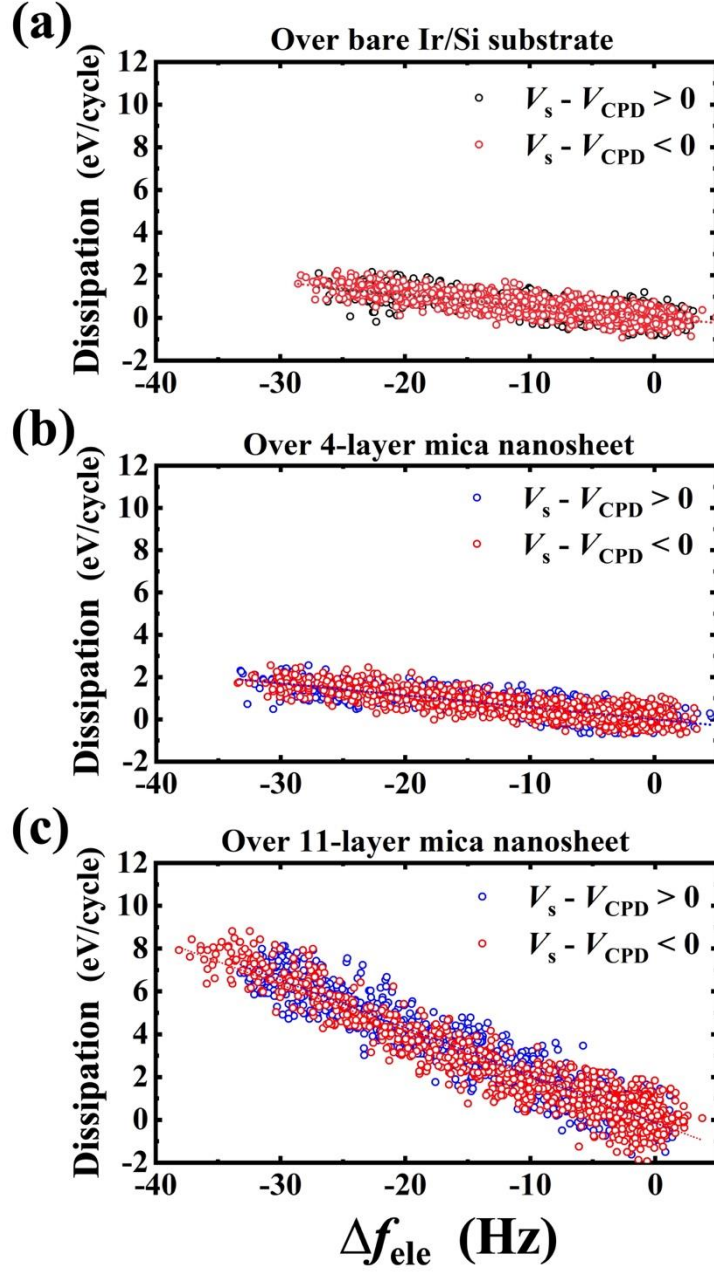 (a)
Over bare Ir/Si substrate
12
10
8
6
4
2
0
-2
Dissipation (eV/cycle)
Vs - VCPD > 0
Vs - VCPD < 0
-40 -30 -20 -10 0
(b)
Over 4-layer mica nanosheet
12
10
8
6
4
2
0
-2
Dissipation (eV/cycle)
Vs - VCPD > 0
Vs - VCPD < 0
-40 -30 -20 -10 0
(c)
Over 11-layer mica nanosheet
12
10
8
6
4
2
0
-2
Dissipation (eV/cycle)
Vs - VCPD > 0
Vs - VCPD < 0
-40 -30 -20 -10 0
Δfele (Hz)